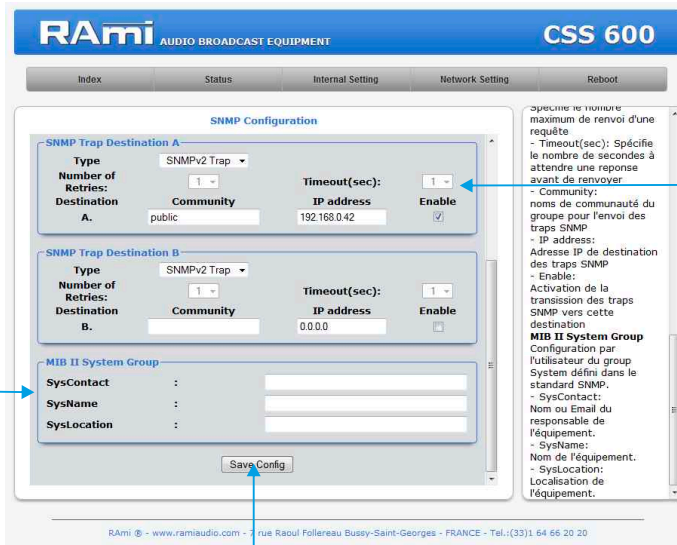 RAmi AUDIO BROADCAST EQUIPMENT CSS 600
Index Status Internal Setting Network Setting Reboot
SNMP Configuration
SNMP Trap Destination A
Type SNMPv2 Trap
Number of Retries: 1 Timeout(sec): 1
Destination Community IP address Enable
A. public 192.168.0.42
SNMP Trap Destination B
Type SNMPv2 Trap
Number of Retries: 1 Timeout(sec): 1
Destination Community IP address Enable
B. 0.0.0.0
MIB II System Group
SysContact :
SysName :
SysLocation :
Save Config
Spécifie le nombre
maximum de renvoi d'une
requête
- Timeout(sec): Spécifie
le nombre de secondes à
attendre une reponse
avant de renvoyer
- Community:
noms de communauté du
groupe pour l'envoi des
traps SNMP
- IP address:
Adresse IP de destination
des traps SNMP
- Enable:
Activation de la
transission des traps
SNMP vers cette
destination
MIB II System Group
Configuration par
l'utilisateur du group
System défini dans le
standard SNMP.
- SysContact:
Nom ou Email du
responsable de
l'équipement.
- SysName:
Nom de l'équipement.
- SysLocation:
Localisation de
l'équipement.
RAmi ® - www.ramiaudio.com - 7 rue Raoul Follereau Bussy-Saint-Georges - FRANCE - Tel.:(33)1 64 66 20 20